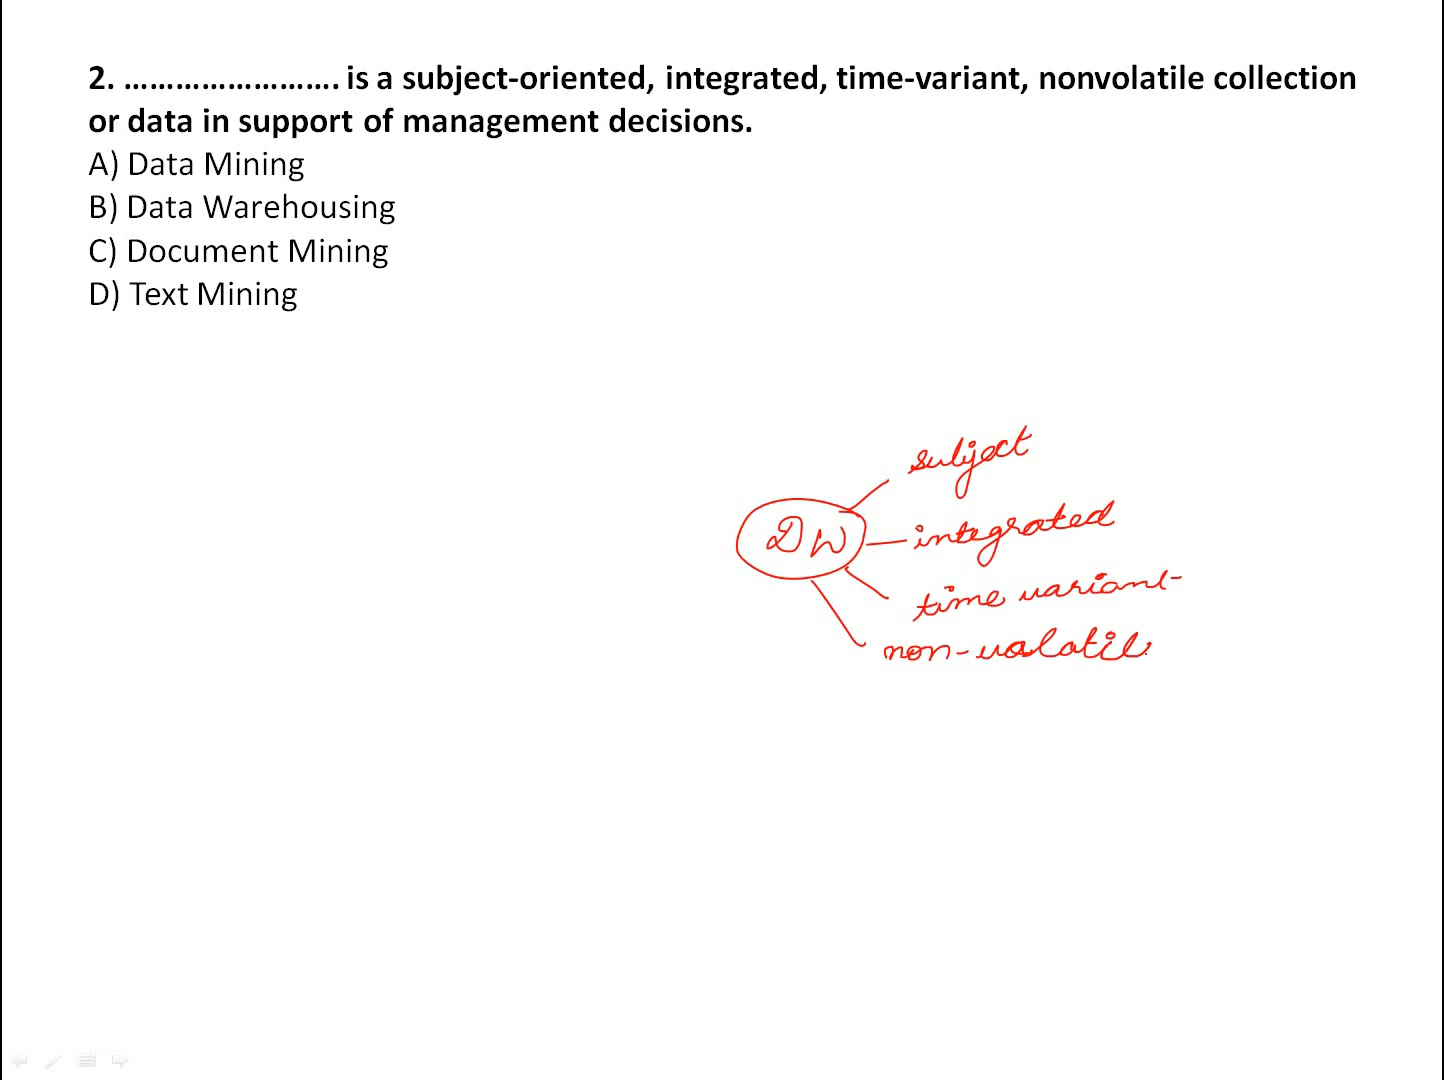 2. ......................... is a subject-oriented, integrated, time-variant, nonvolatile collection
or data in support of management decisions.
A) Data Mining
B) Data Warehousing
C) Document Mining
D) Text Mining
subject
DW
integrated
time variant-
non-valatile